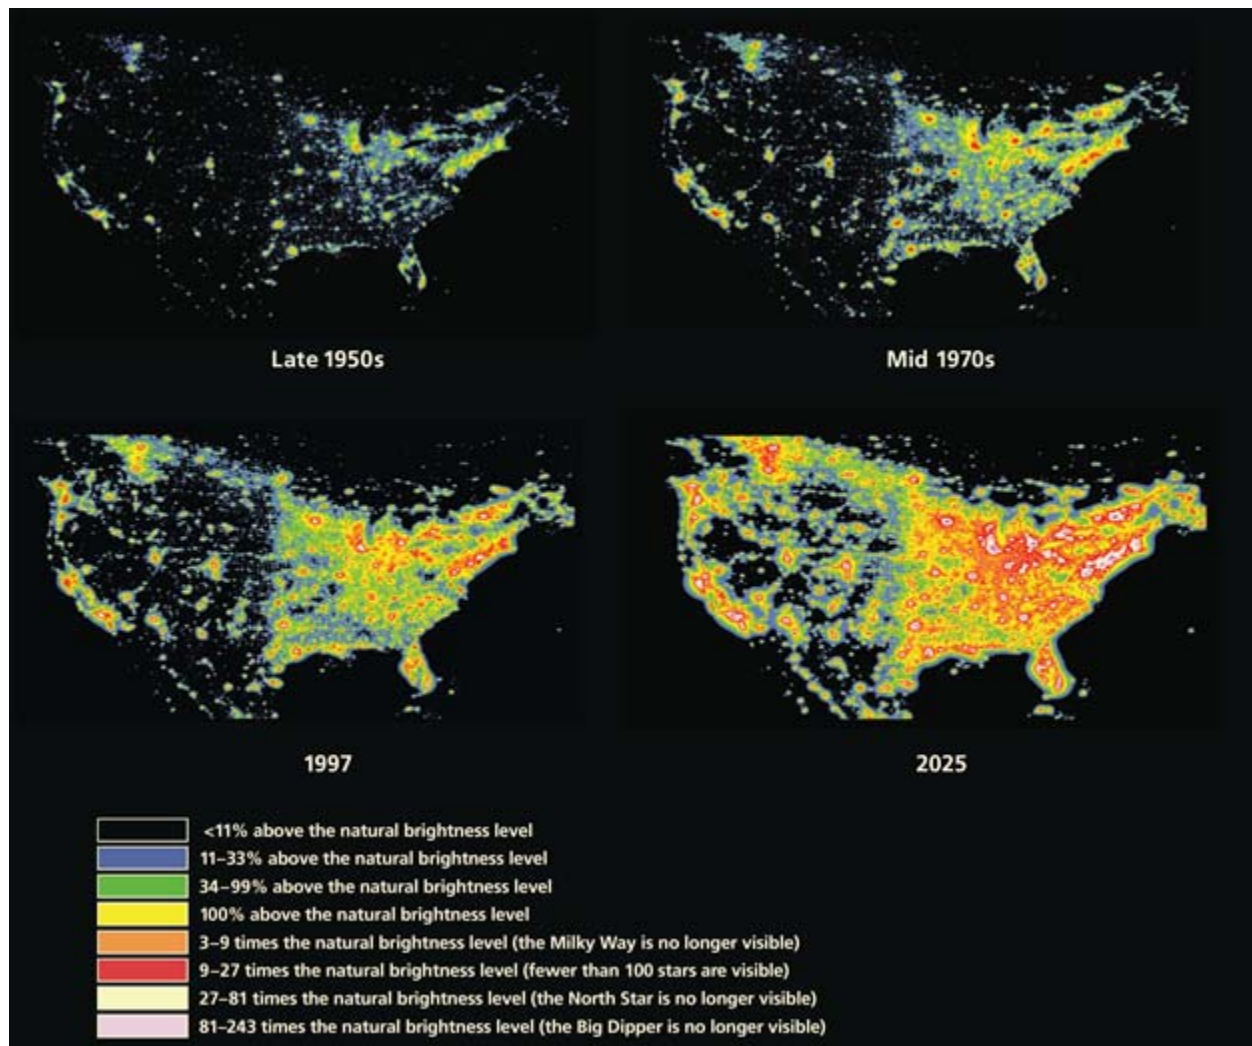 Late 1950s
Mid 1970s
1997
2025
<11% above the natural brightness level
11–33% above the natural brightness level
34–99% above the natural brightness level
100% above the natural brightness level
3–9 times the natural brightness level (the Milky Way is no longer visible)
9–27 times the natural brightness level (fewer than 100 stars are visible)
27–81 times the natural brightness level (the North Star is no longer visible)
81–243 times the natural brightness level (the Big Dipper is no longer visible)